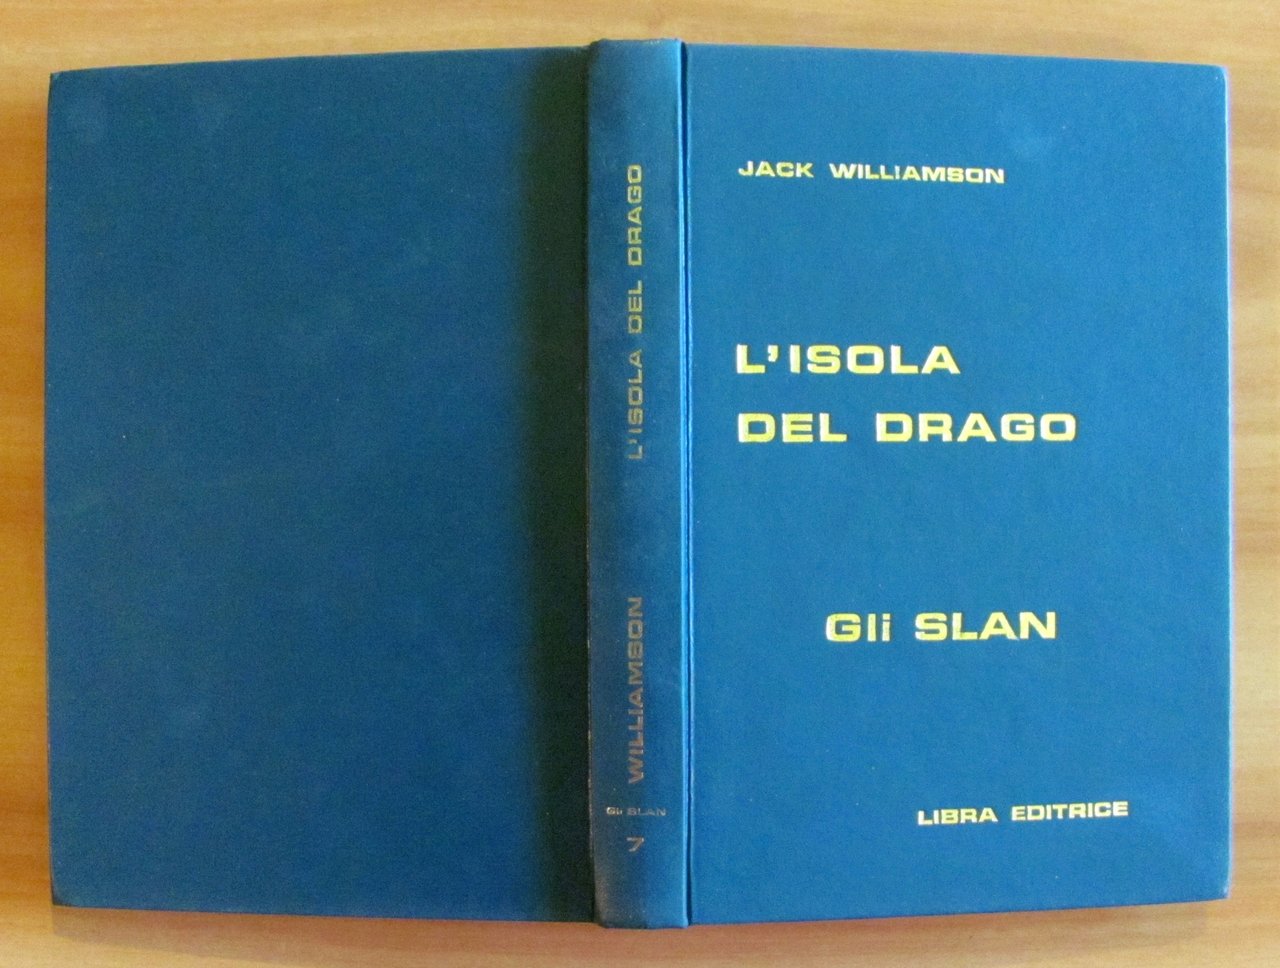 JACK WILLIAMSON
L'ISOLA
DEL DRAGO
Gli SLAN
LIBRA EDITRICE
L'ISOLA DEL DRAGO
WILLIAMSON
Gli SLAN
7